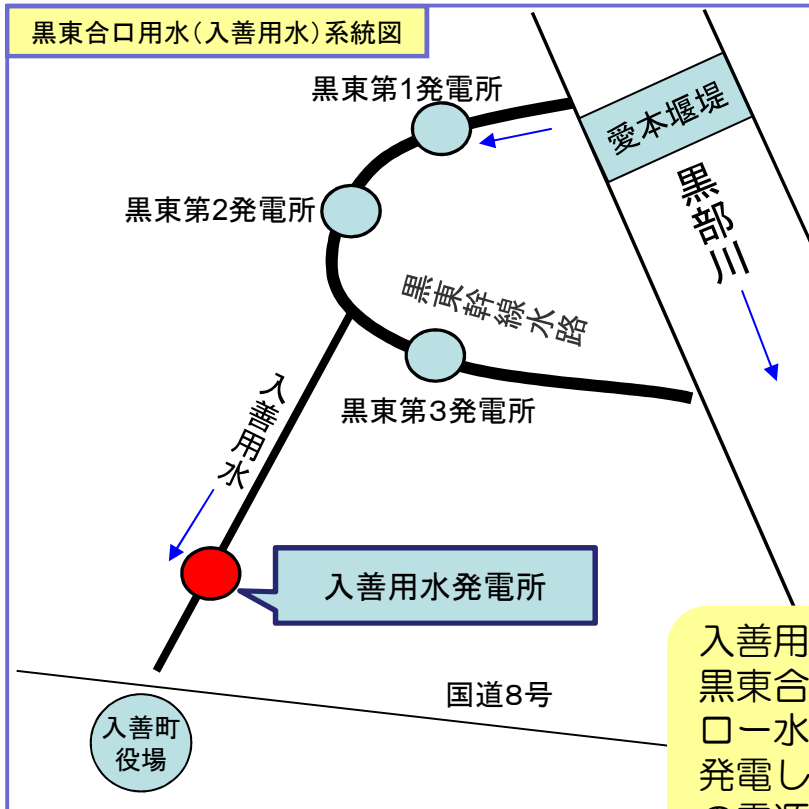 黒東合口用水(入善用水)系統図
黒東第1発電所
愛本堰堤
黒部川
黒東第2発電所
黒東幹線水路
黒東第3発電所
入善用水
入善用水発電所
国道8号
入善町
役場
入善用
黒東合
ロー水
発電し
の電源